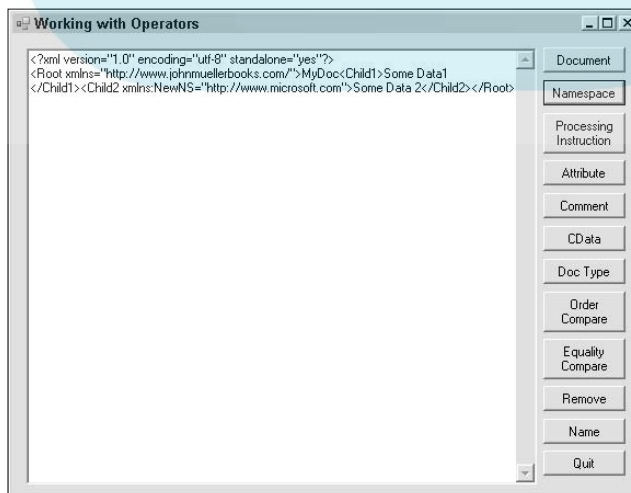 Working with Operators
<?xml version="1.0" encoding="utf-8" standalone="yes"?>
<Root xmlns="http://www.johnmuellerbooks.com/">MyDoc<Child1>Some Data1
</Child1><Child2 xmlns:NewNS="http://www.microsoft.com">Some Data 2</Child2></Root>
Document
Namespace
Processing
Instruction
Attribute
Comment
CData
Doc Type
Order
Compare
Equality
Compare
Remove
Name
Quit